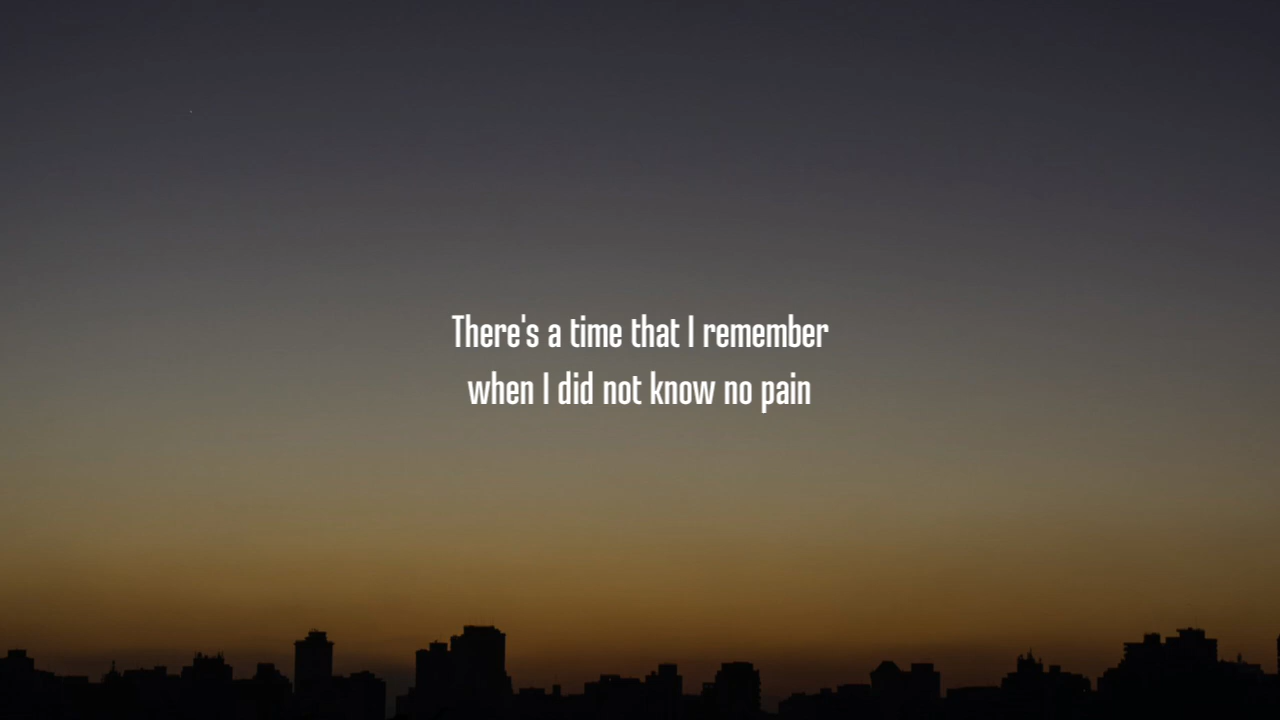 There's a time that I remember
when I did not know no pain